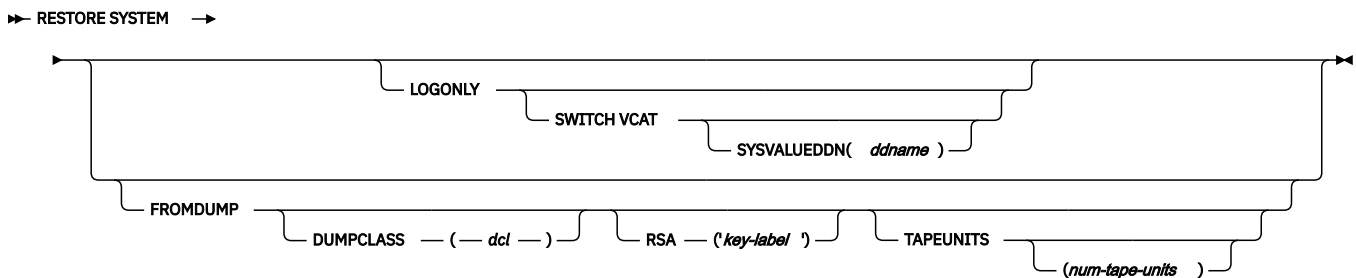 RESTORE SYSTEM
LOGONLY
SWITCH VCAT
SYSVALUEDDN( ddname )
FROMDUMP
DUMPCLASS ( dcl ) RSA ('key-label ') TAPEUNITS
(num-tape-units )